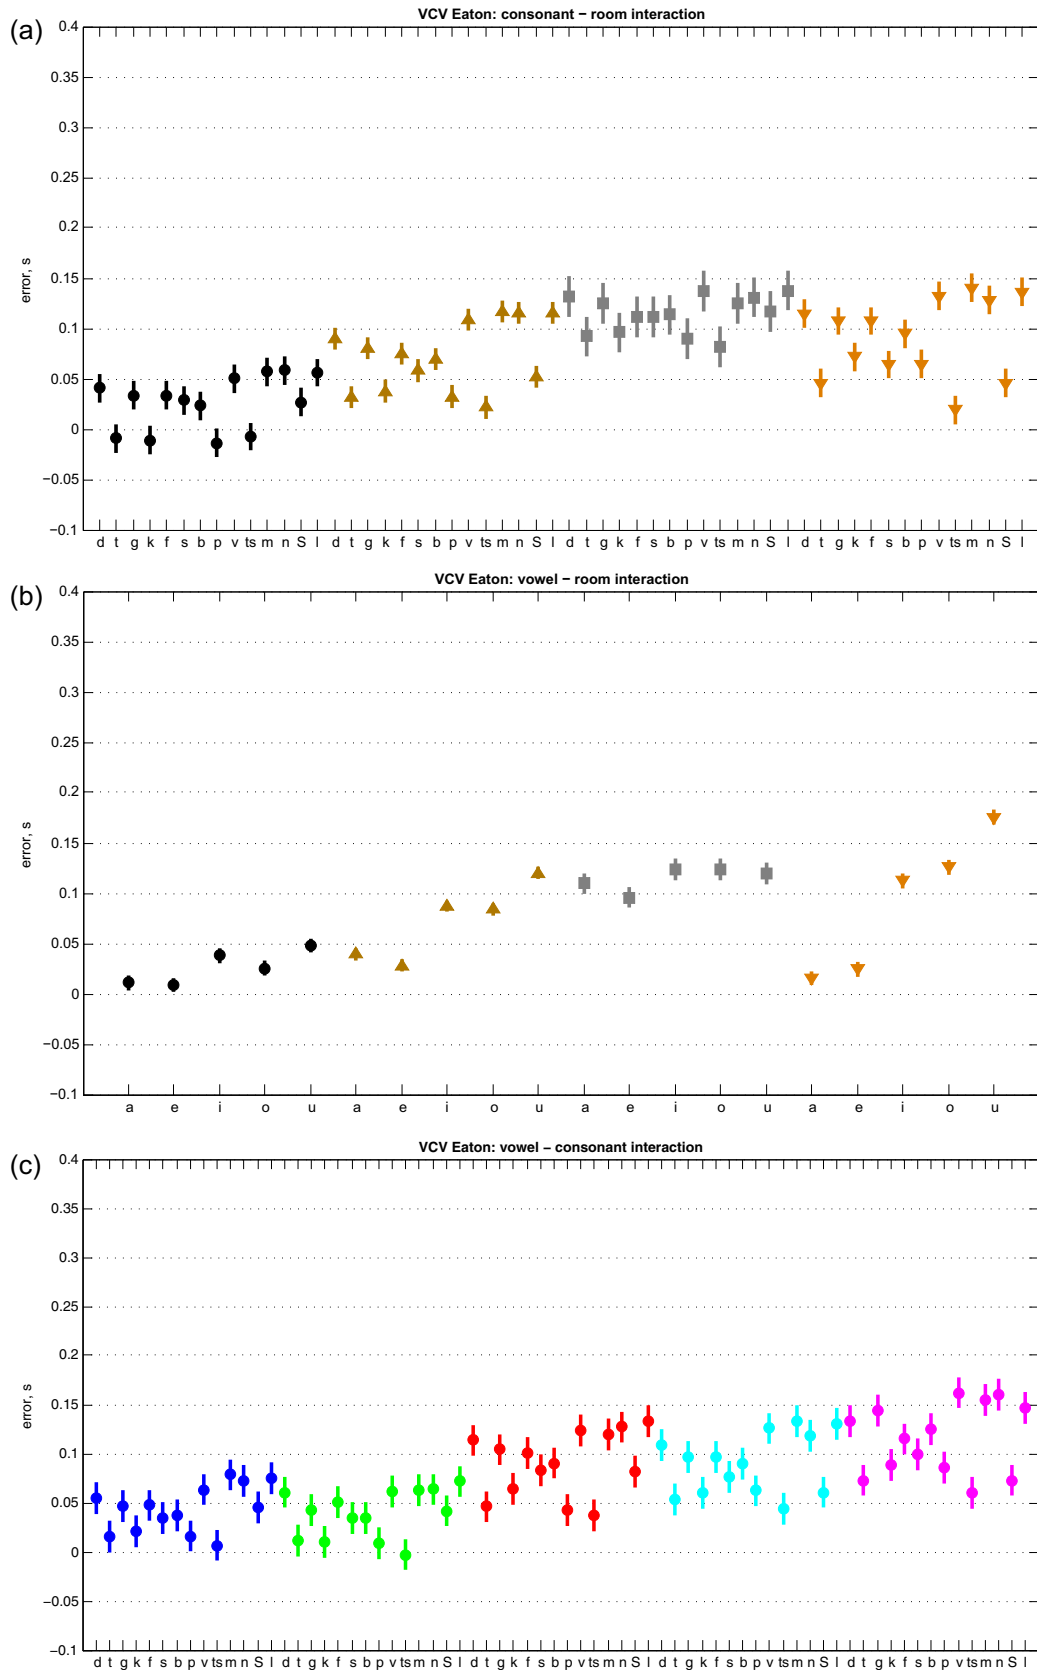 (a)
VCV Eaton: consonant – room interaction
0.4
0.35
0.3
0.25
0.2
0.15
0.1
0.05
0
−0.05
−0.1
error, s
d t g k f s b p v ts m n S l d t g k f s b p v ts m n S l d t g k f s b p v ts m n S l d t g k f s b p v ts m n S l
(b)
VCV Eaton: vowel – room interaction
0.4
0.35
0.3
0.25
0.2
0.15
0.1
0.05
0
−0.05
−0.1
error, s
a e i o u a e i o u a e i o u a e i o u
(c)
VCV Eaton: vowel – consonant interaction
0.4
0.35
0.3
0.25
0.2
0.15
0.1
0.05
0
−0.05
−0.1
error, s
d t g k f s b p v ts m n S l d t g k f s b p v ts m n S l d t g k f s b p v ts m n S l d t g k f s b p v ts m n S l d t g k f s b p v ts m n S l